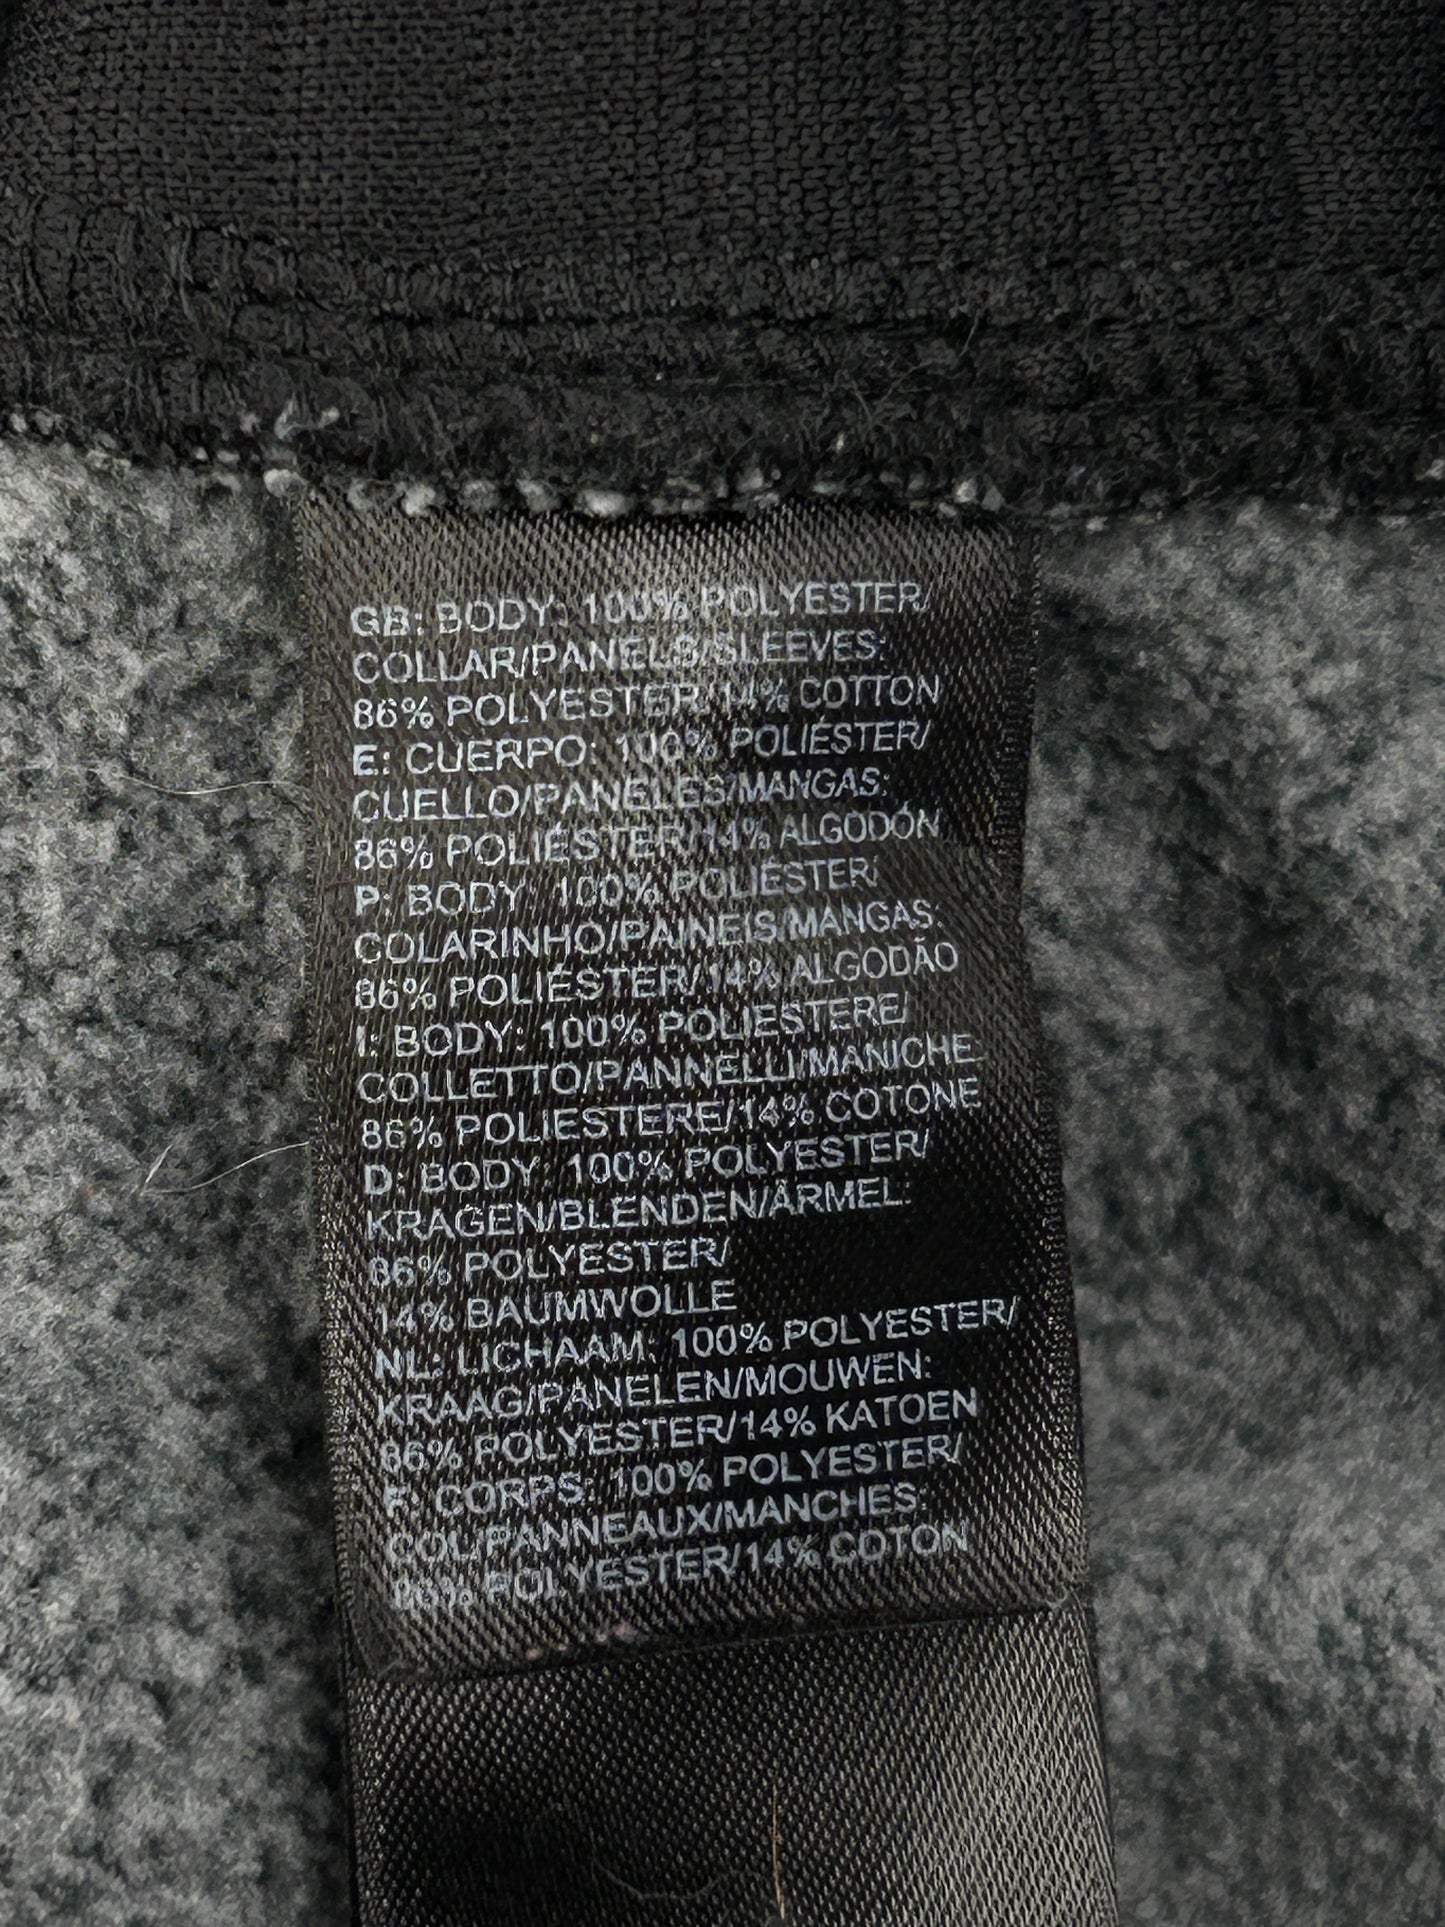 GB: BODY: 100% POLYESTER/
COLLAR/PANELS/SLEEVES:
86% POLYESTER/14% COTTON
E: CUERPO: 100% POLIÉSTER/
CUELLO/PANELES/MANGAS:
86% POLIÉSTER/14% ALGODÓN
P: BODY: 100% POLIÉSTER/
COLARINHO/PAINEIS/MANGAS:
86% POLIÉSTER/14% ALGODÃO
I: BODY: 100% POLIESTERE/
COLLETTO/PANNELLI/MANICHE
86% POLIESTERE/14% COTONE
D: BODY: 100% POLYESTER/
KRAGEN/BLENDEN/ÄRMEL:
86% POLYESTER/
14% BAUMWOLLE
NL: LICHAAM: 100% POLYESTER/
KRAAG/PANELEN/MOUWEN:
86% POLYESTER/14% KATOEN
F: CORPS: 100% POLYESTER/
COL/PANNEAUX/MANCHES:
86% POLYESTER/14% COTON